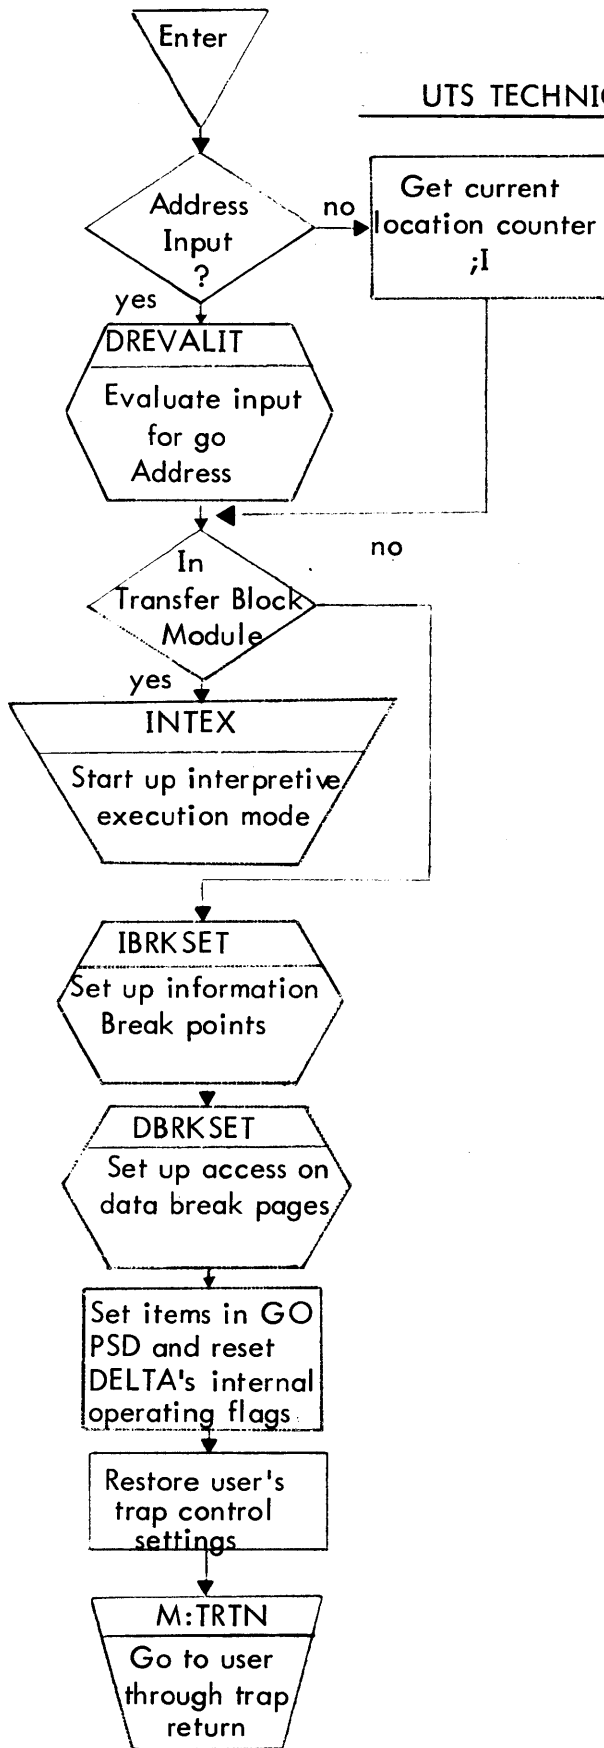 Enter
UTS TECHNI
Address
Input
?
no
Get current
location counter
;I
yes
DREVALIT
Evaluate input
for go
Address
no
In
Transfer Block
Module
yes
INTEX
Start up interpretive
execution mode
IBRKSET
Set up information
Break points
DBRKSET
Set up access on
data break pages
Set items in GO
PSD and reset
DELTA's internal
operating flags
Restore user's
trap control
settings
M:TRTN
Go to user
through trap
return